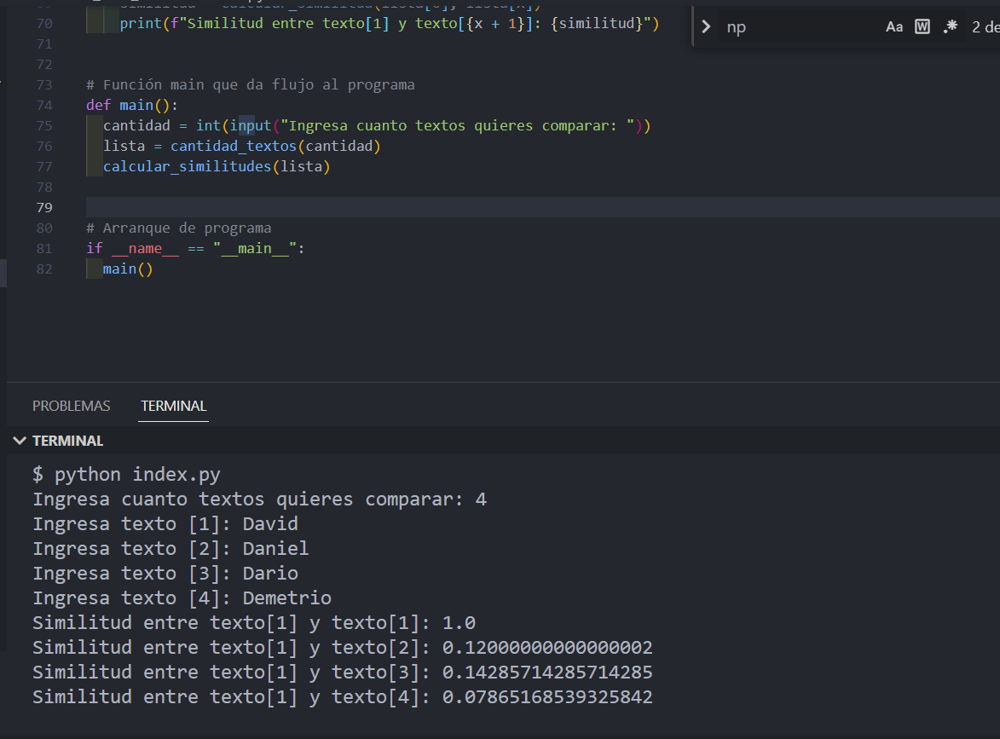 70 print(f"Similitud entre texto[1] y texto[{x + 1}]: {similitud}")
71
72
73 # Función main que da flujo al programa
74 def main():
75 cantidad = int(input("Ingresa cuanto textos quieres comparar: "))
76 lista = cantidad_textos(cantidad)
77 calcular_similitudes(lista)
78
79
80 # Arranque de programa
81 if __name__ == "__main__":
82 main()
np Aa W .* 2 de
PROBLEMAS TERMINAL
TERMINAL
$ python index.py
Ingresa cuanto textos quieres comparar: 4
Ingresa texto [1]: David
Ingresa texto [2]: Daniel
Ingresa texto [3]: Dario
Ingresa texto [4]: Demetrio
Similitud entre texto[1] y texto[1]: 1.0
Similitud entre texto[1] y texto[2]: 0.12000000000000002
Similitud entre texto[1] y texto[3]: 0.14285714285714285
Similitud entre texto[1] y texto[4]: 0.07865168539325842